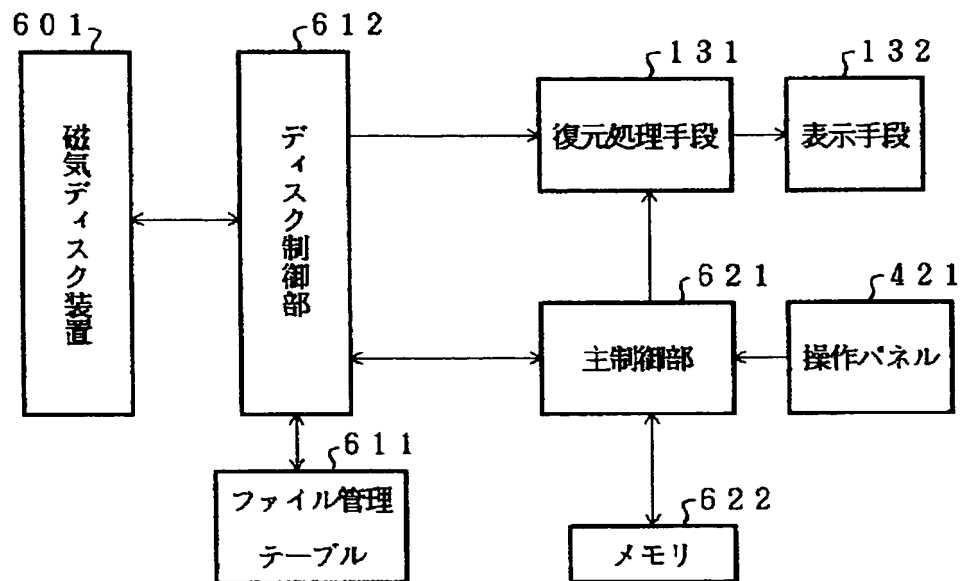 601
612
131
132
磁気ディスク装置
ディスク制御部
復元処理手段
表示手段
621
421
主制御部
操作パネル
611
ファイル管理
テーブル
622
メモリ